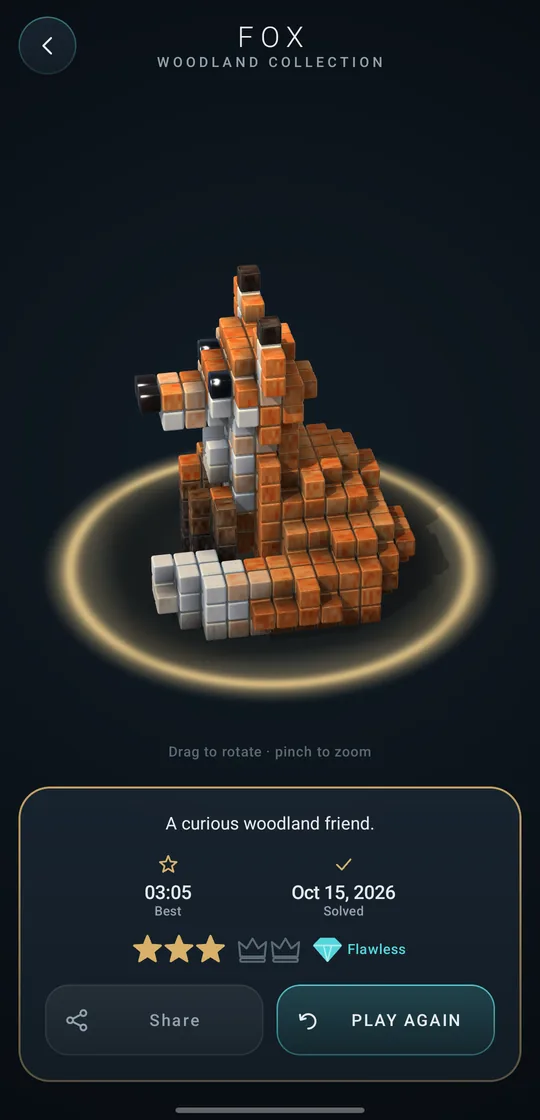 FOX
WOODLAND COLLECTION
Drag to rotate · pinch to zoom
A curious woodland friend.
03:05
Best
Oct 15, 2026
Solved
Flawless
Share
PLAY AGAIN